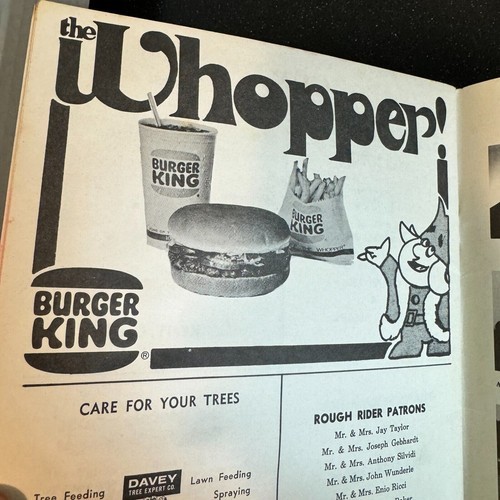 the Whopper!
BURGER
KING
BURGER
KING
WHOPPER
BURGER
KING
®
CARE FOR YOUR TREES
Tree Feeding
DAVEY
TREE EXPERT CO.
Lawn Feeding
Spraying
ROUGH RIDER PATRONS
Mr. & Mrs. Jay Taylor
Mr. & Mrs. Joseph Gebhardt
Mr. & Mrs. Anthony Silvidi
Mr. & Mrs. John Wunderle
Mr. & Mrs. Enio Ricci